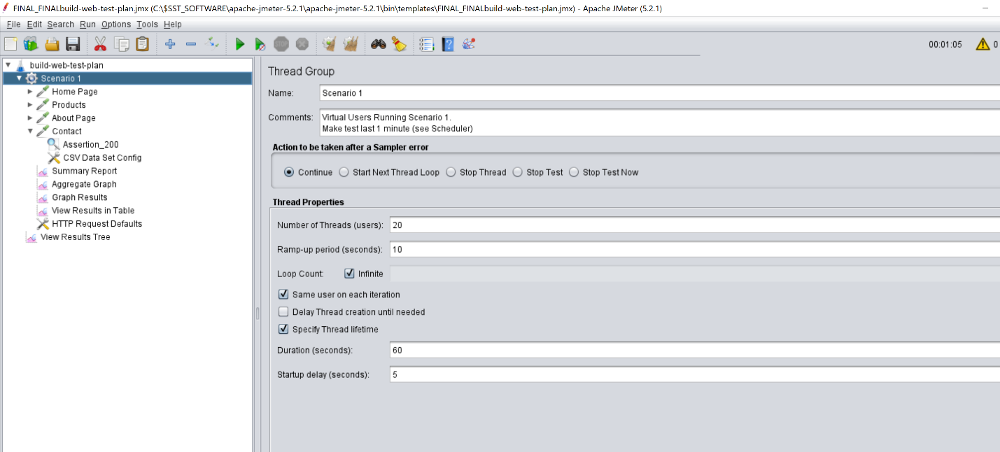 FINAL_FINALbuild-web-test-plan.jmx (C:\$SST_SOFTWARE\apache-jmeter-5.2.1\apache-jmeter-5.2.1\bin\templates\FINAL_FINALbuild-web-test-plan.jmx) - Apache JMeter (5.2.1)
File Edit Search Run Options Tools Help
STOP 00:01:05 0
build-web-test-plan
Scenario 1
Home Page
Products
About Page
Contact
Assertion_200
CSV Data Set Config
Summary Report
Aggregate Graph
Graph Results
View Results in Table
HTTP Request Defaults
View Results Tree
Thread Group
Name: Scenario 1
Comments: Virtual Users Running Scenario 1.
Make test last 1 minute (see Scheduler)
Action to be taken after a Sampler error
Continue Start Next Thread Loop Stop Thread Stop Test Stop Test Now
Thread Properties
Number of Threads (users): 20
Ramp-up period (seconds): 10
Loop Count: Infinite
Same user on each iteration
Delay Thread creation until needed
Specify Thread lifetime
Duration (seconds): 60
Startup delay (seconds): 5